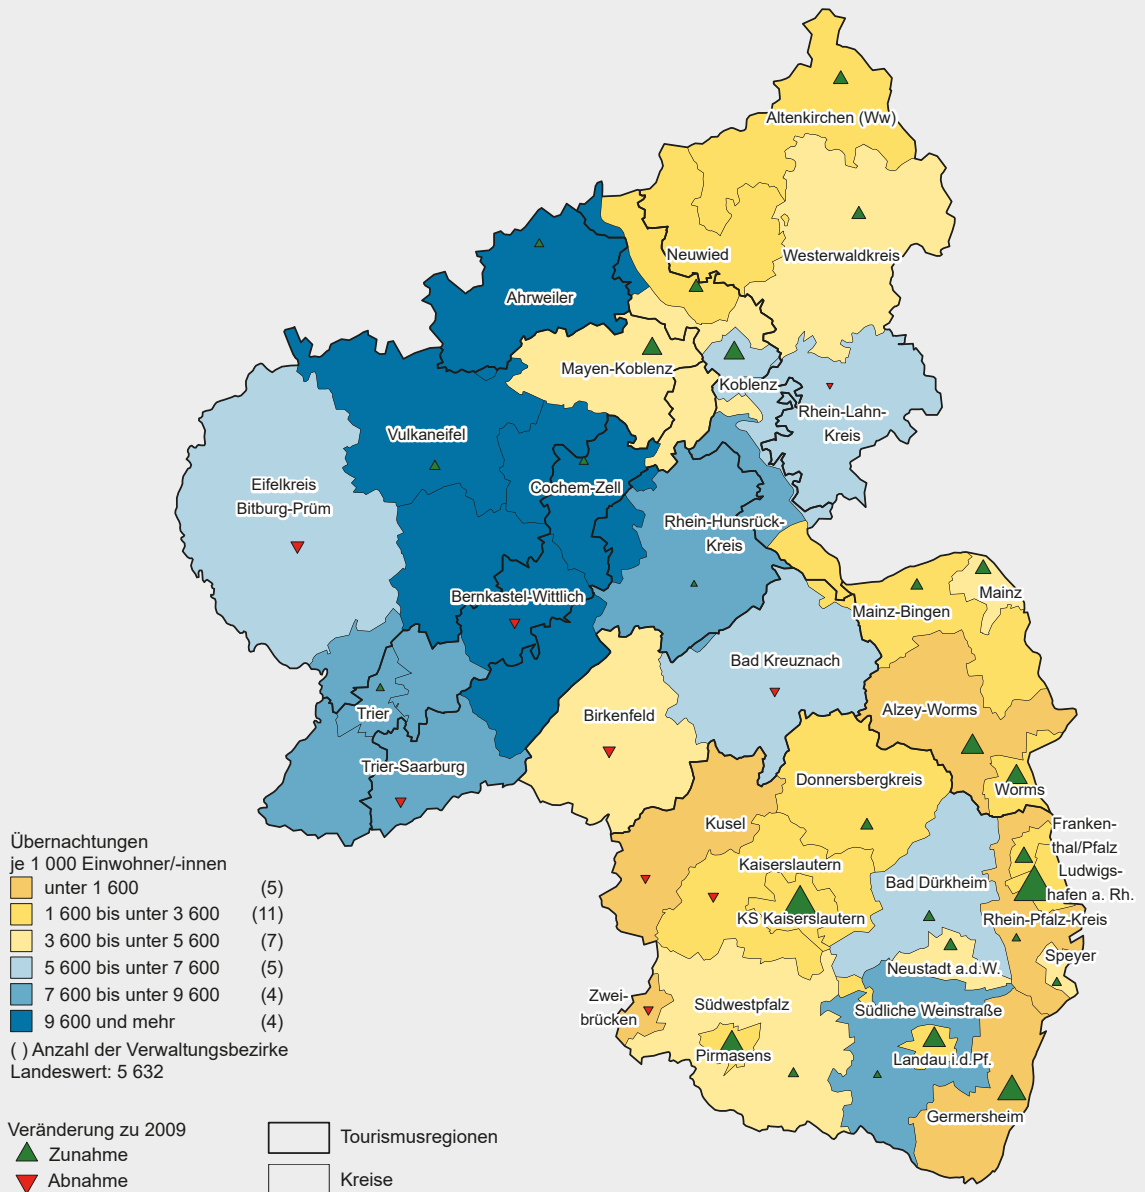 Altenkirchen (Ww)
Neuwied
Westerwaldkreis
Ahrweiler
Mayen-Koblenz
Koblenz
Rhein-Lahn-
Kreis
Vulkaneifel
Eifelkreis
Bitburg-Prüm
Cochem-Zell
Rhein-Hunsrück-
Kreis
Bernkastel-Wittlich
Mainz
Mainz-Bingen
Bad Kreuznach
Trier
Birkenfeld
Alzey-Worms
Trier-Saarburg
Donnersbergkreis
Worms
Kusel
Franken-
thal/Pfalz
Kaiserslautern
Ludwigs-
hafen a. Rh.
Bad Dürkheim
KS Kaiserslautern
Rhein-Pfalz-Kreis
Speyer
Neustadt a.d.W.
Zwei-
brücken
Südwestpfalz
Südliche Weinstraße
Pirmasens
Landau i.d.Pf.
Germersheim
Übernachtungen
je 1 000 Einwohner/-innen
unter 1 600 (5)
1 600 bis unter 3 600 (11)
3 600 bis unter 5 600 (7)
5 600 bis unter 7 600 (5)
7 600 bis unter 9 600 (4)
9 600 und mehr (4)
( ) Anzahl der Verwaltungsbezirke
Landeswert: 5 632
Veränderung zu 2009
Zunahme
Abnahme
Tourismusregionen
Kreise